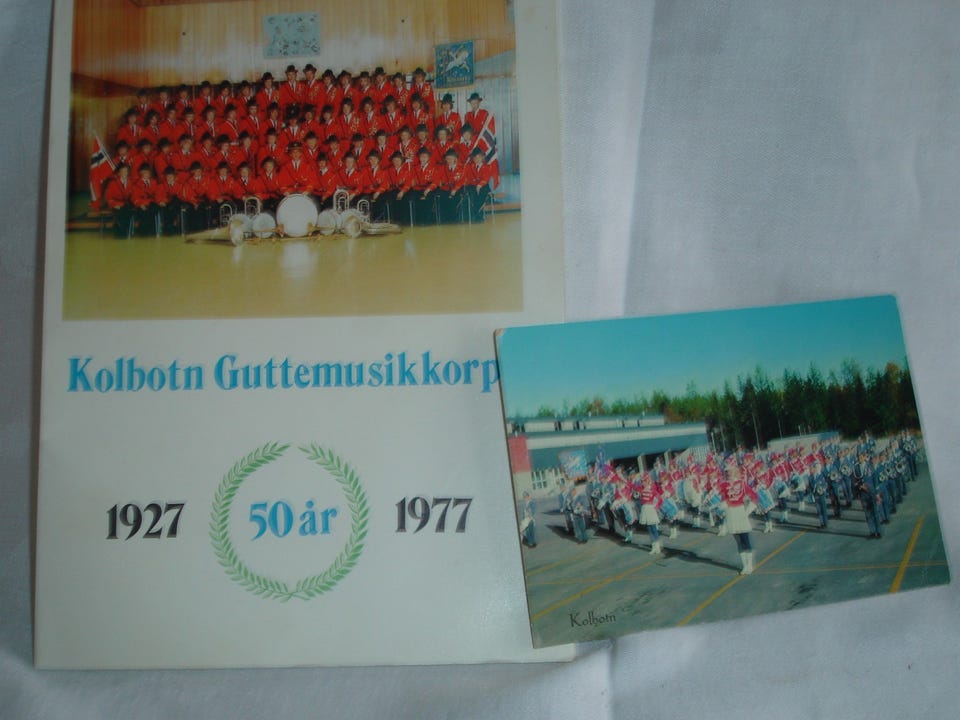 Kolbotn Guttemusikkorp
1927 50 år 1977
Kolbotn